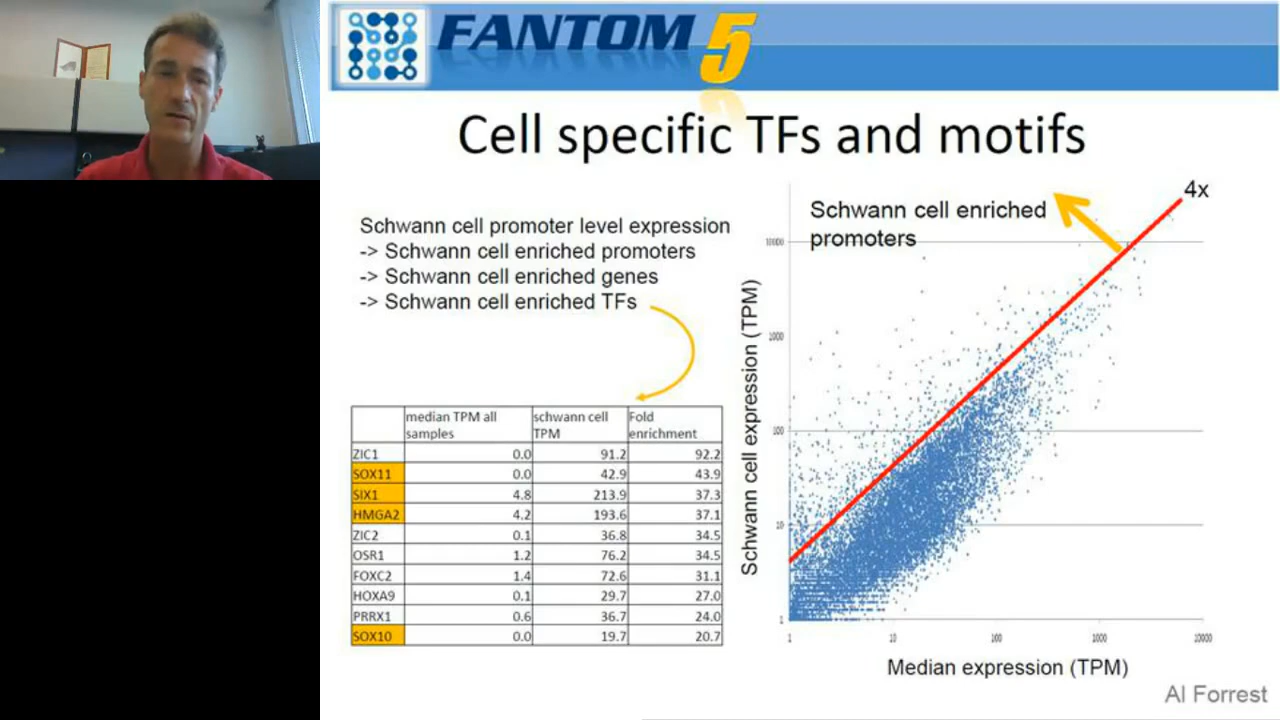 FANTOM 5
Cell specific TFs and motifs
Schwann cell promoter level expression
-> Schwann cell enriched promoters
-> Schwann cell enriched genes
-> Schwann cell enriched TFs
median TPM all samples schwann cell TPM Fold enrichment
ZIC1 0.0 91.2 92.2
SOX11 0.0 42.9 43.9
SIX1 4.8 213.9 37.3
HMGA2 4.2 193.6 37.1
ZIC2 0.1 36.8 34.5
OSR1 1.2 76.2 34.5
FOXC2 1.4 72.6 31.1
HOXA9 0.1 29.7 27.0
PRRX1 0.6 36.7 24.0
SOX10 0.0 19.7 20.7
4x
Schwann cell enriched
promoters
Schwann cell expression (TPM)
10000
1000
100
10
1
1 10 100 1000 10000
Median expression (TPM)
Al Forrest